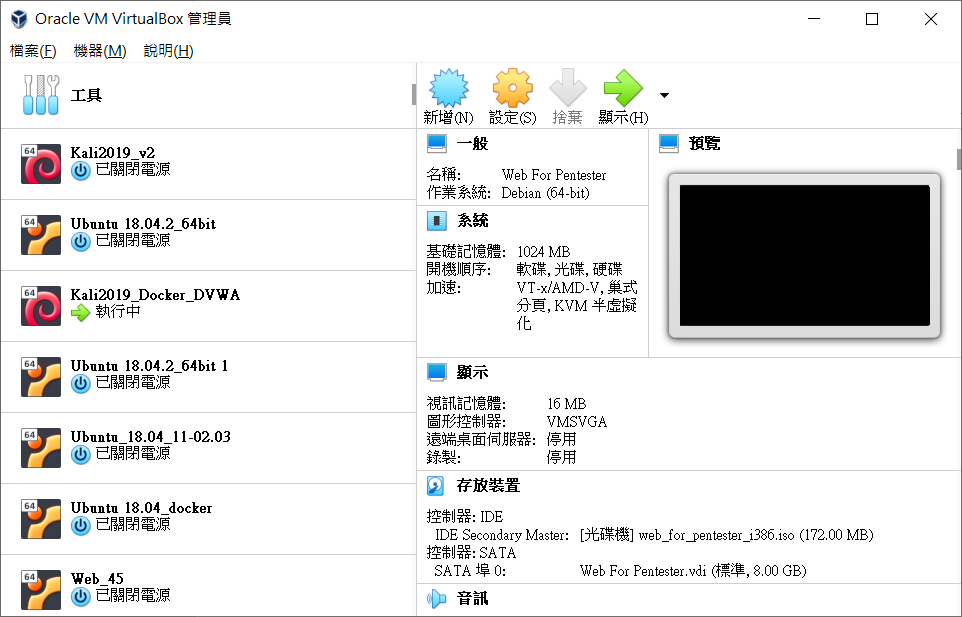 Oracle VM VirtualBox 管理員
檔案(F) 機器(M) 說明(H)
工具
64
Kali2019_v2
已關閉電源
64
Ubuntu 18.04.2_64bit
已關閉電源
64
Kali2019_Docker_DVWA
執行中
64
Ubuntu 18.04.2_64bit 1
已關閉電源
64
Ubuntu_18.04_11-02.03
已關閉電源
64
Ubuntu 18.04_docker
已關閉電源
64
Web_45
已關閉電源
新增(N) 設定(S) 捨棄 顯示(H)
一般
名稱: Web For Pentester
作業系統: Debian (64-bit)
系統
基礎記憶體: 1024 MB
開機順序: 軟碟, 光碟, 硬碟
加速: VT-x/AMD-V, 巢式
分頁, KVM 半虛擬
化
預覽
顯示
視訊記憶體: 16 MB
圖形控制器: VMSVGA
遠端桌面伺服器: 停用
錄製: 停用
存放裝置
控制器: IDE
IDE Secondary Master: [光碟機] web_for_pentester_i386.iso (172.00 MB)
控制器: SATA
SATA 埠 0: Web For Pentester.vdi (標準, 8.00 GB)
音訊